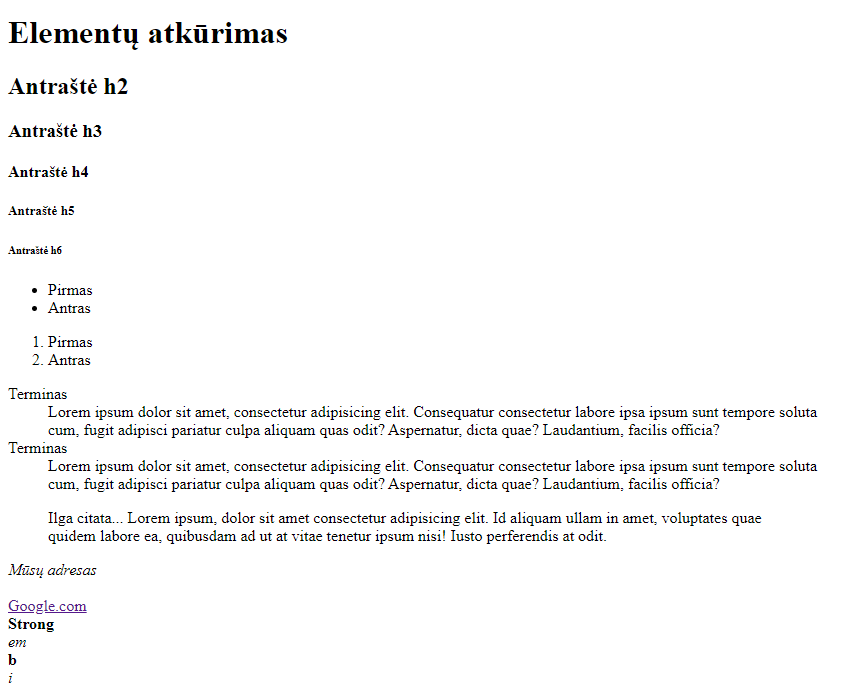 Elementų atkūrimas
Antraštė h2
Antraštė h3
Antraštė h4
Antraštė h5
Antraštė h6
• Pirmas
• Antras
1. Pirmas
2. Antras
Terminas
Lorem ipsum dolor sit amet, consectetur adipisicing elit. Consequatur consectetur labore ipsa ipsum sunt tempore soluta
cum, fugit adipisci pariatur culpa aliquam quas odit? Aspernatur, dicta quae? Laudantium, facilis officia?
Terminas
Lorem ipsum dolor sit amet, consectetur adipisicing elit. Consequatur consectetur labore ipsa ipsum sunt tempore soluta
cum, fugit adipisci pariatur culpa aliquam quas odit? Aspernatur, dicta quae? Laudantium, facilis officia?
Ilga citata... Lorem ipsum, dolor sit amet consectetur adipisicing elit. Id aliquam ullam in amet, voluptates quae
quidem labore ea, quibusdam ad ut at vitae tenetur ipsum nisi! Iusto perferendis at odit.
Mūsų adresas
Google.com
Strong
em
b
i